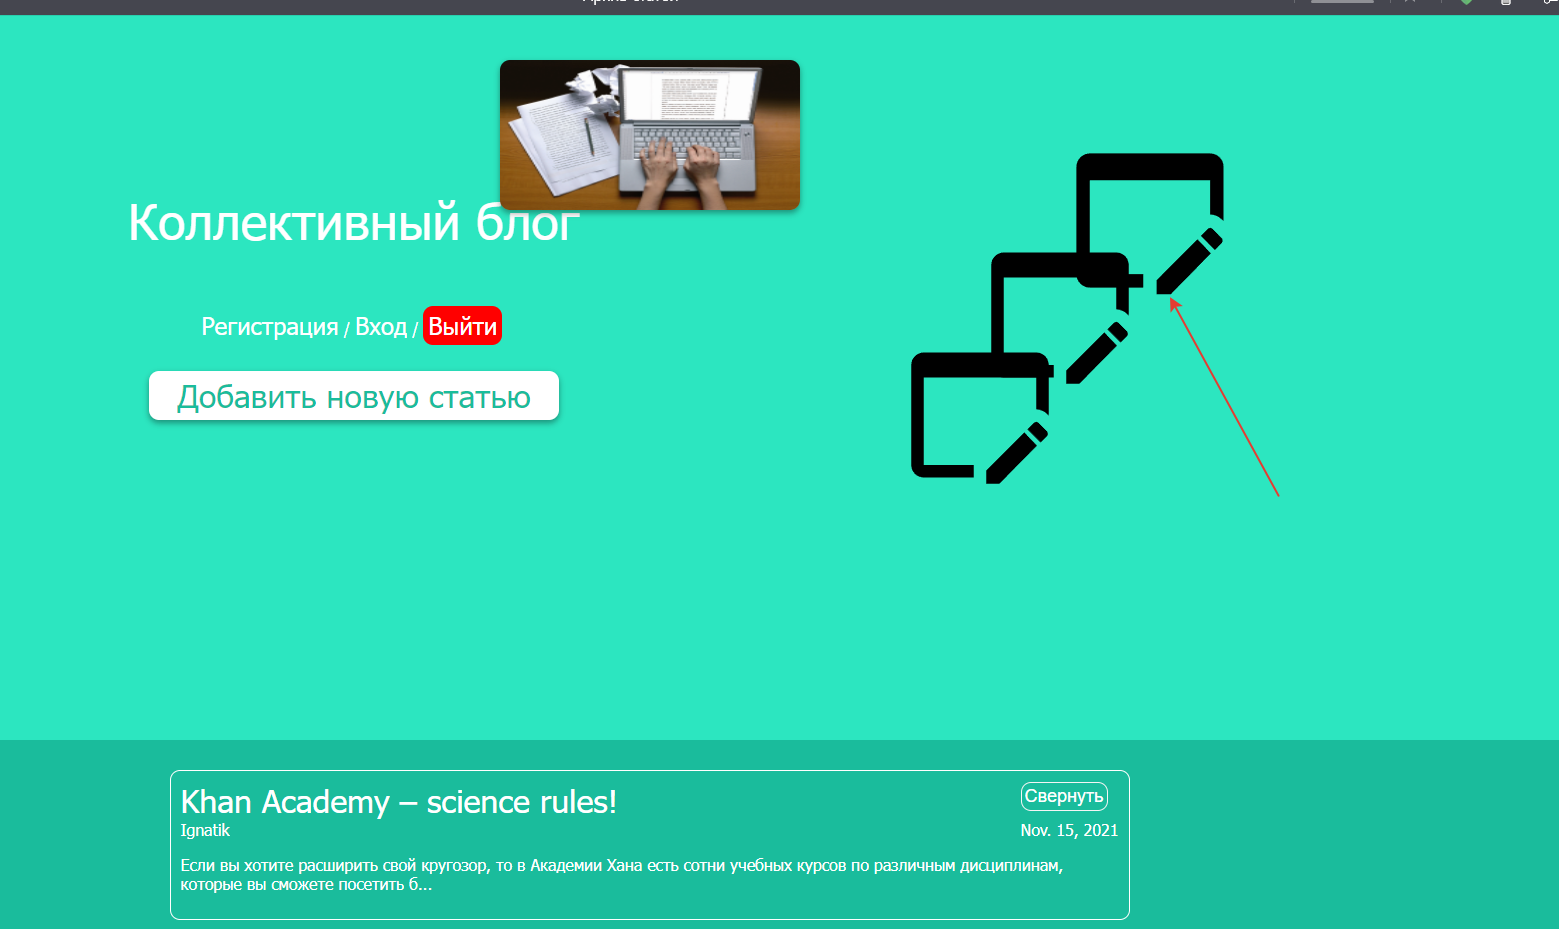 Коллективный блог
Регистрация / Вход / Выйти
Добавить новую статью
Khan Academy – science rules!
Свернуть
Ignatik
Nov. 15, 2021
Если вы хотите расширить свой кругозор, то в Академии Хана есть сотни учебных курсов по различным дисциплинам,
которые вы сможете посетить б...